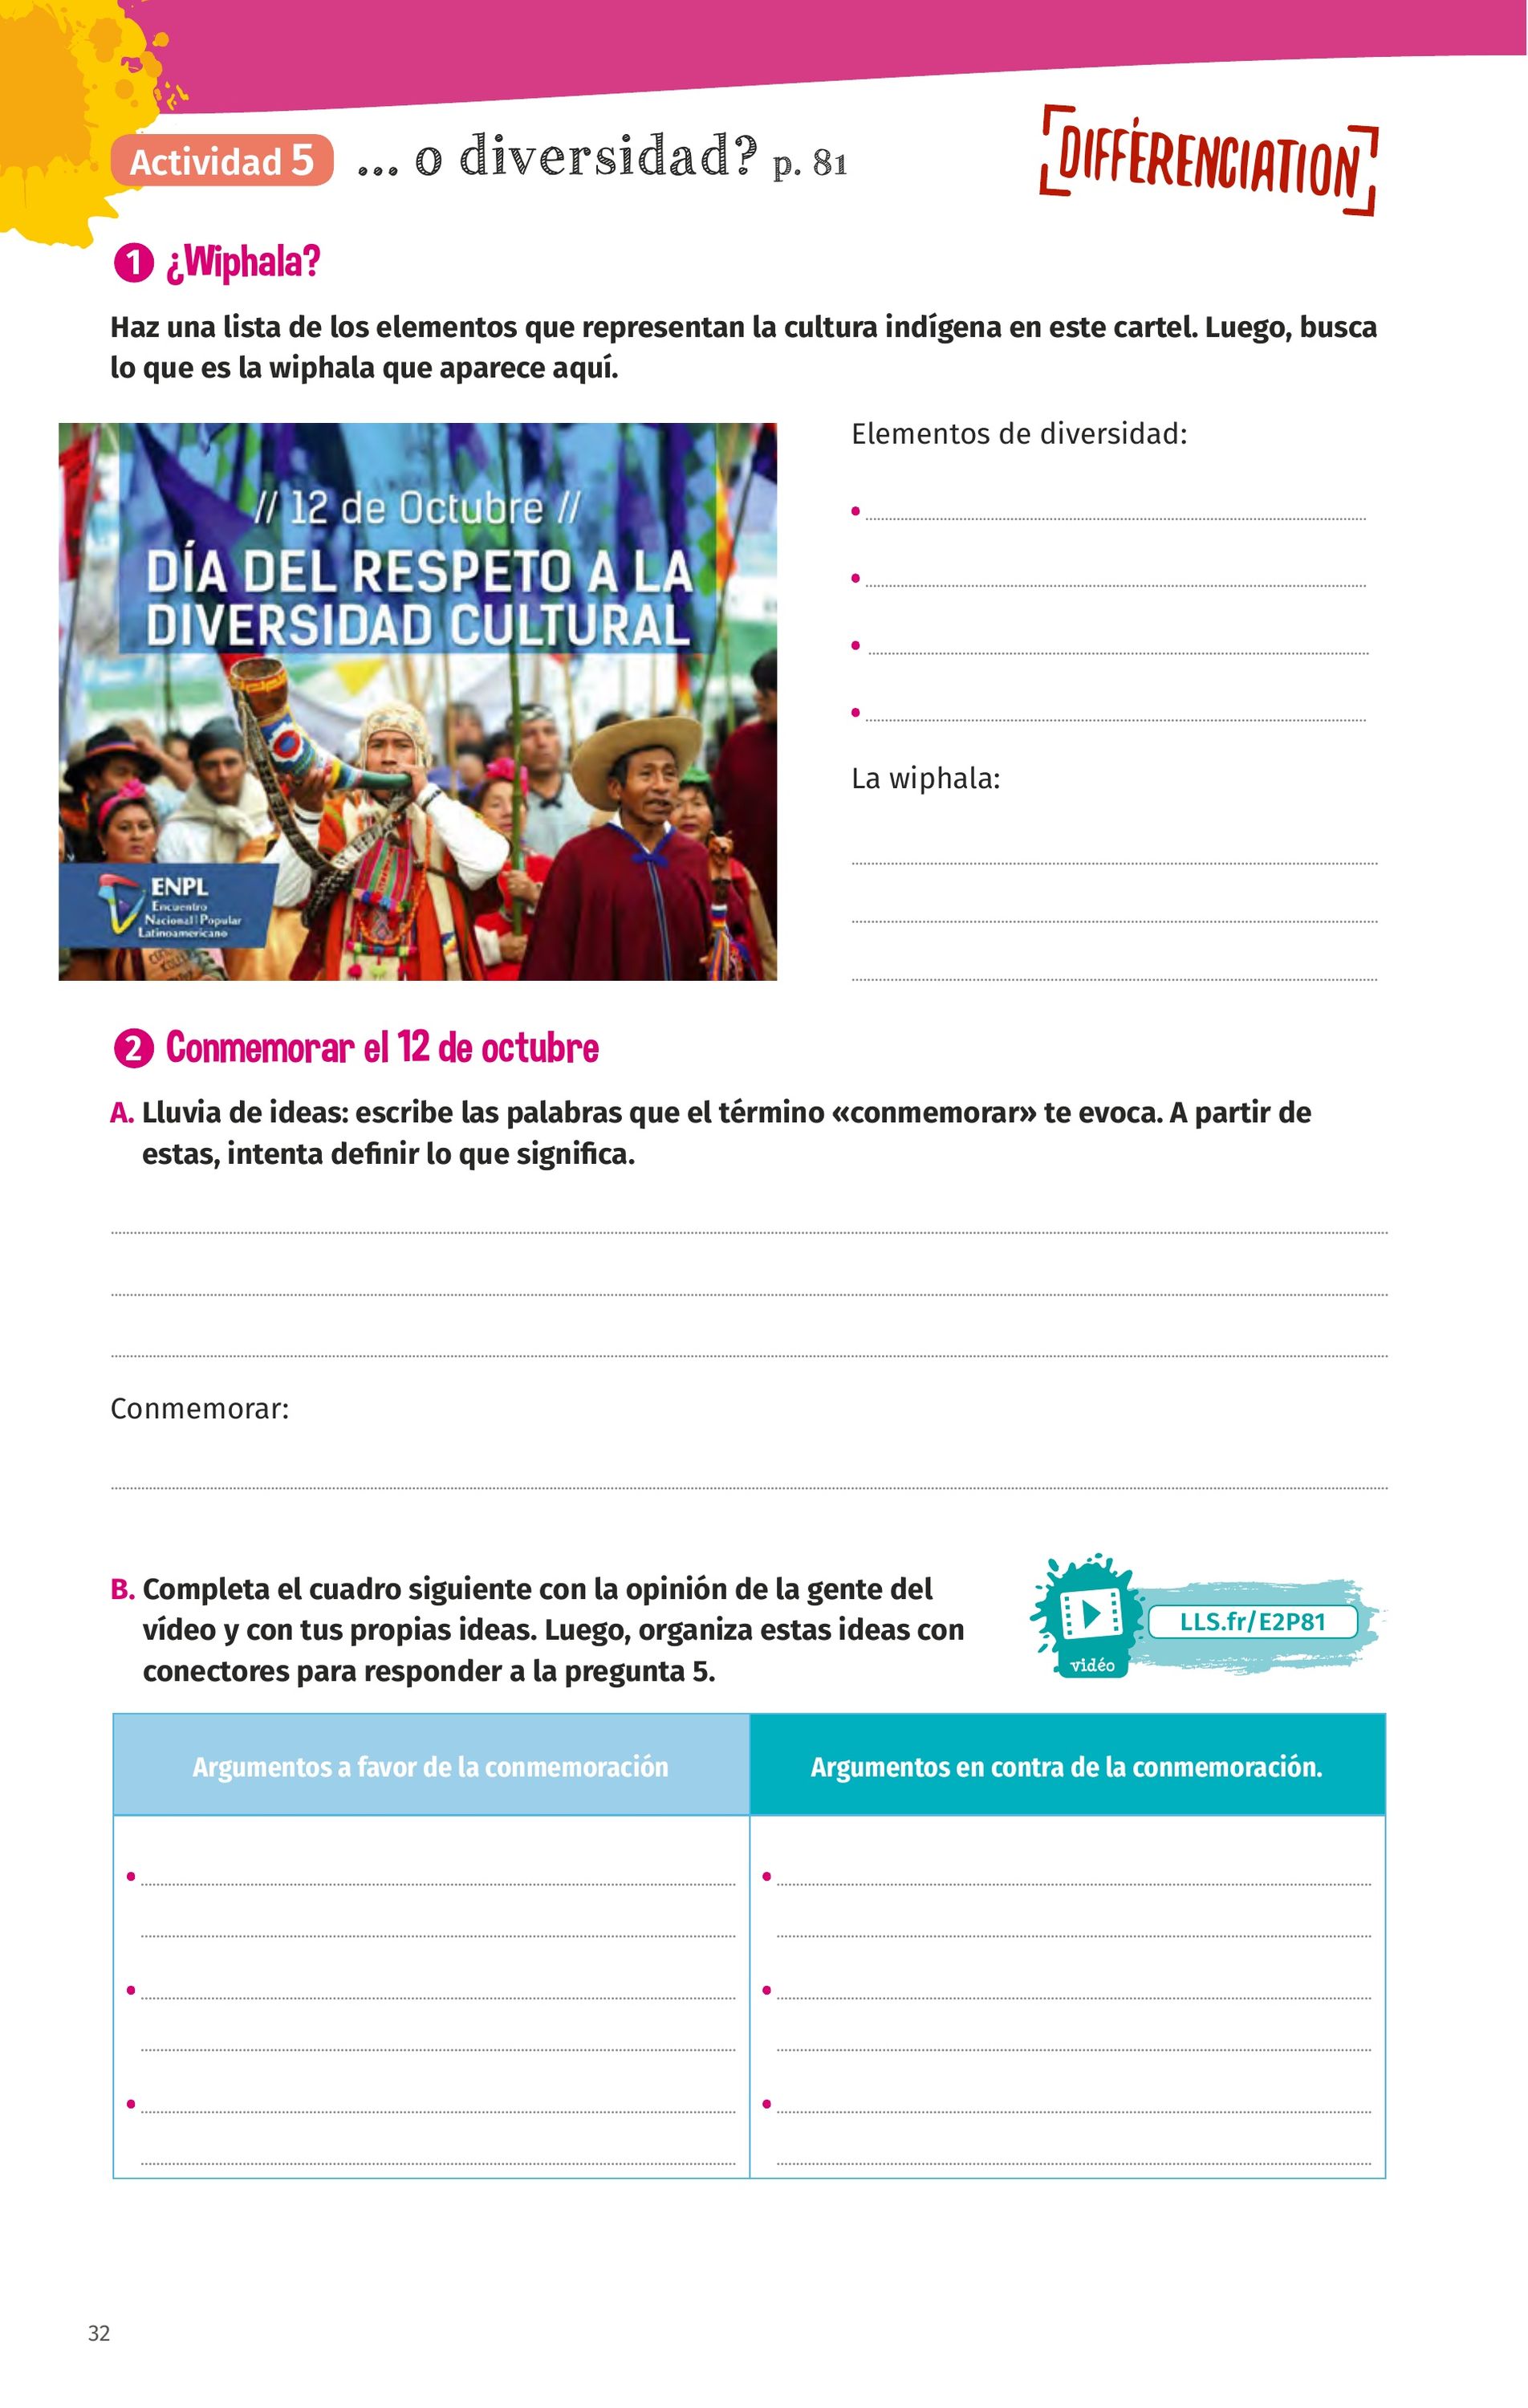 Actividad 5 ... o diversidad? p. 81
DIFFÉRENCIATION
1 ¿Wiphala?
Haz una lista de los elementos que representan la cultura indígena en este cartel. Luego, busca
lo que es la wiphala que aparece aquí.
// 12 de Octubre //
DÍA DEL RESPETO A LA
DIVERSIDAD CULTURAL
ENPL
Encuentro
Nacional Popular
Latinoamericano
Elementos de diversidad:
•
•
•
•
La wiphala:
2 Conmemorar el 12 de octubre
A. Lluvia de ideas: escribe las palabras que el término «conmemorar» te evoca. A partir de
estas, intenta definir lo que significa.
Conmemorar:
B. Completa el cuadro siguiente con la opinión de la gente del
vídeo y con tus propias ideas. Luego, organiza estas ideas con
conectores para responder a la pregunta 5.
vidéo
LLS.fr/E2P81
Argumentos a favor de la conmemoración
Argumentos en contra de la conmemoración.
•
•
•
•
•
•
32